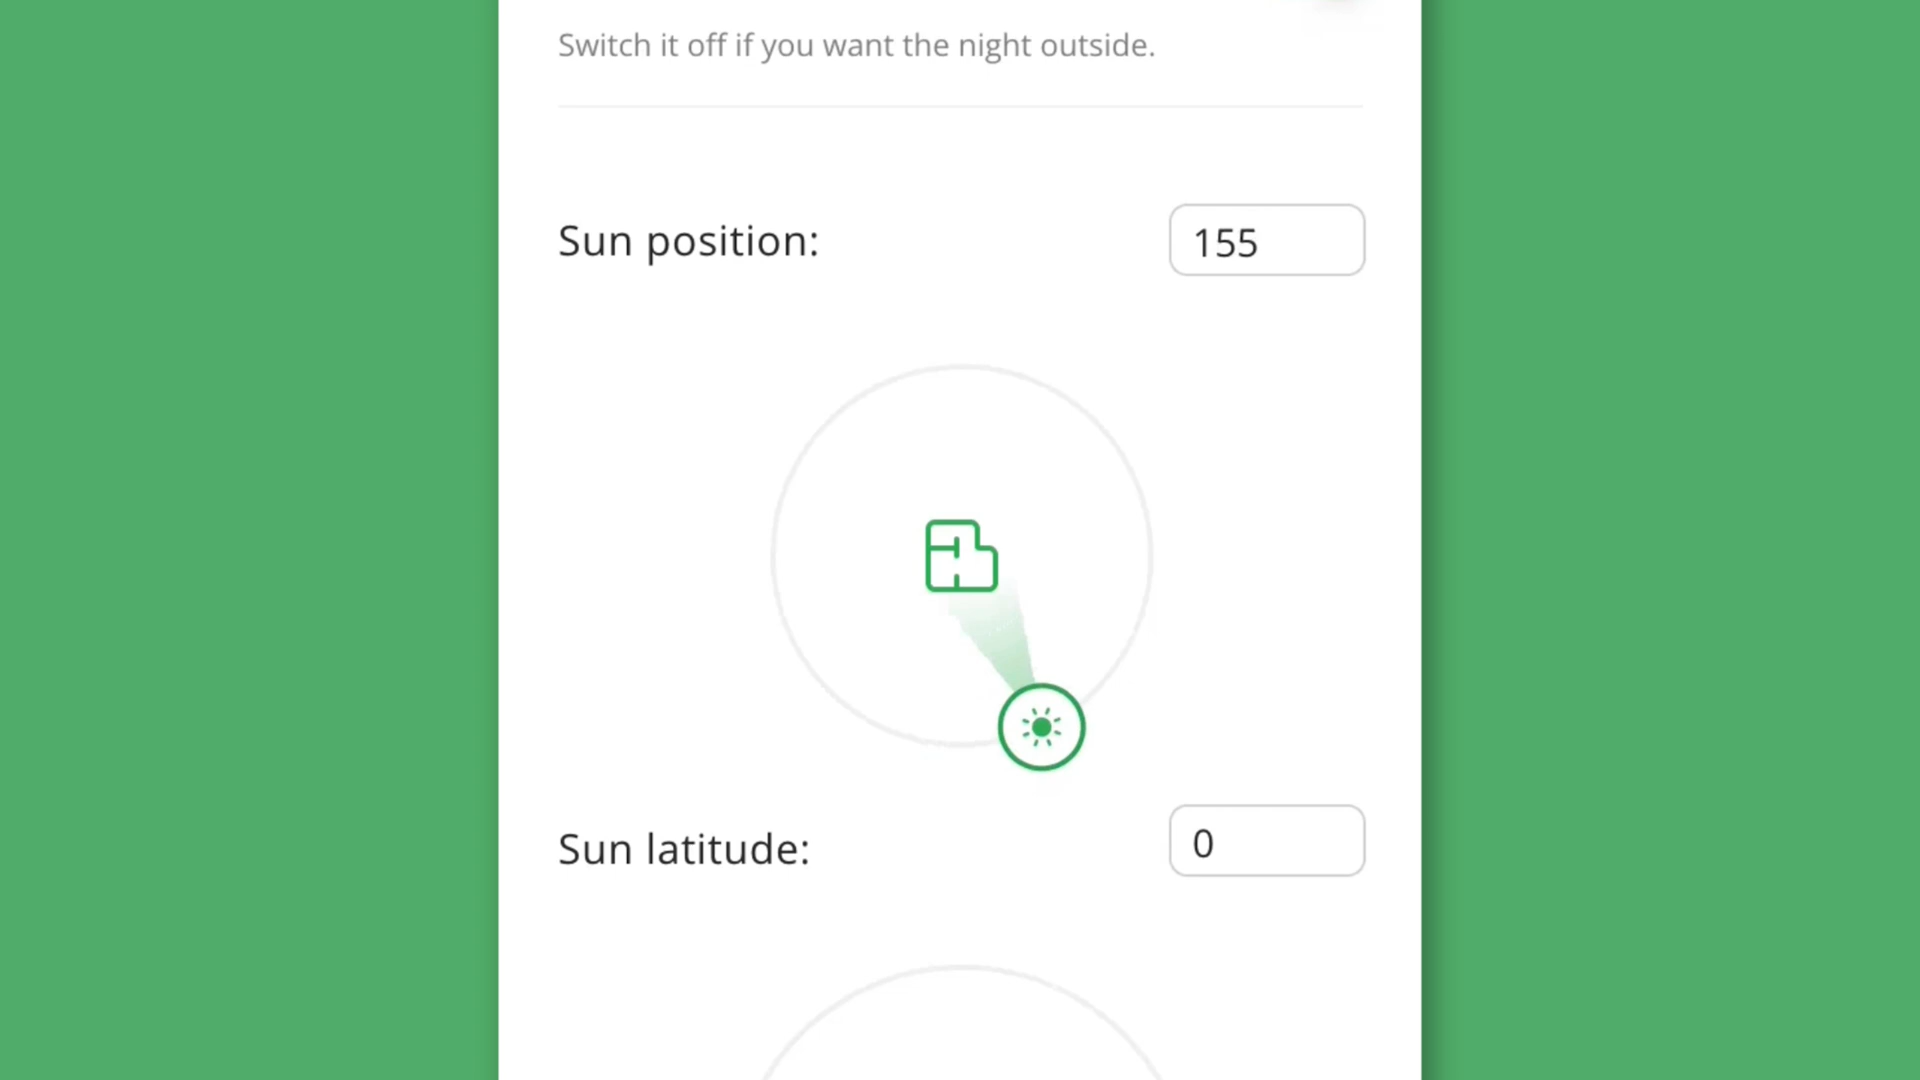 Switch it off if you want the night outside.
Sun position:
155
Sun latitude:
0